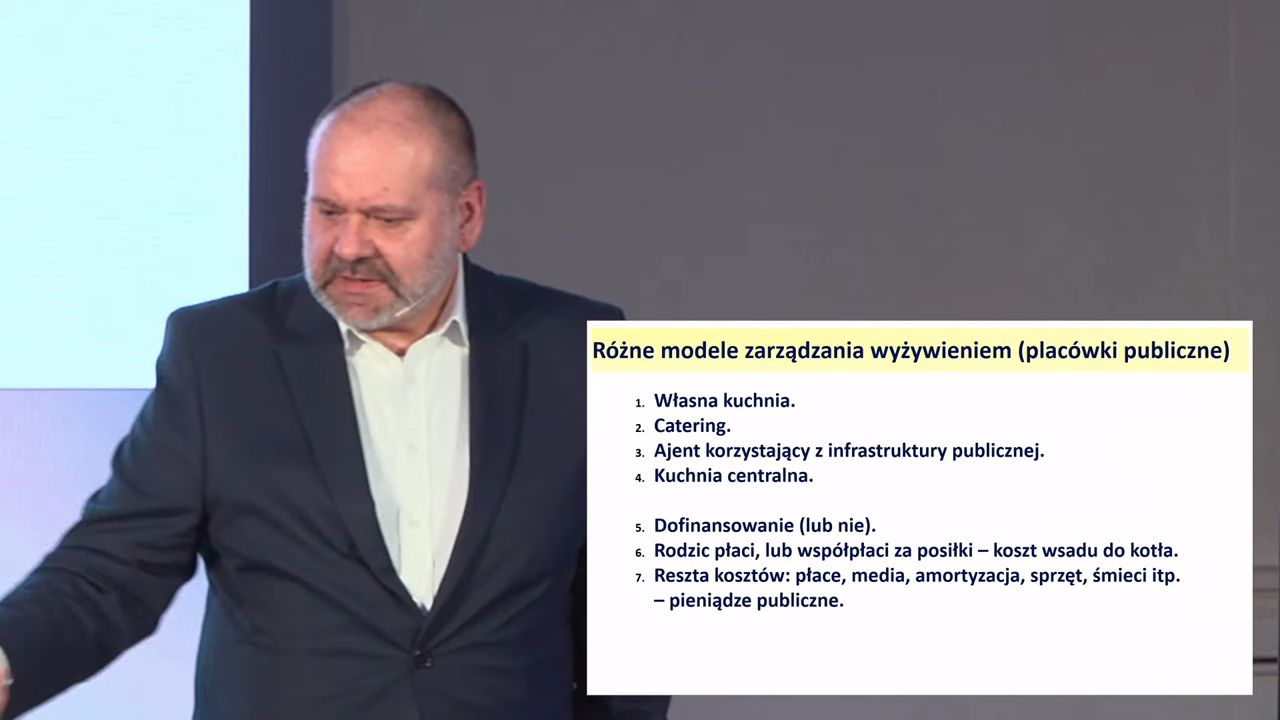 Różne modele zarządzania wyżywieniem (placówki publiczne)
1. Własna kuchnia.
2. Catering.
3. Ajent korzystający z infrastruktury publicznej.
4. Kuchnia centralna.
5. Dofinansowanie (lub nie).
6. Rodzic płaci, lub współpłaci za posiłki – koszt wsadu do kotła.
7. Reszta kosztów: płace, media, amortyzacja, sprzęt, śmieci itp.
– pieniądze publiczne.